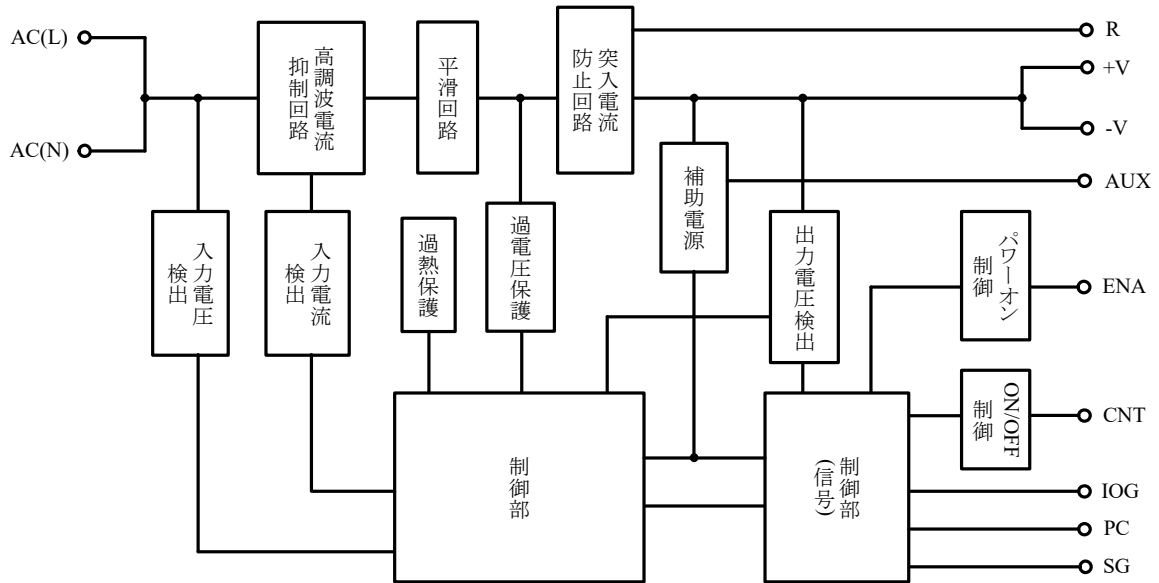 AC(L)
AC(N)
高調波電流
抑制回路
平滑回路
突入電流
防止回路
R
+V
-V
AUX
補助電源
入力電圧
検出
入力電流
検出
過熱保護
過電圧保護
出力電圧検出
パワーオン
制御
ENA
ON/OFF
制御
CNT
制御部
制御部
(信号)
IOG
PC
SG